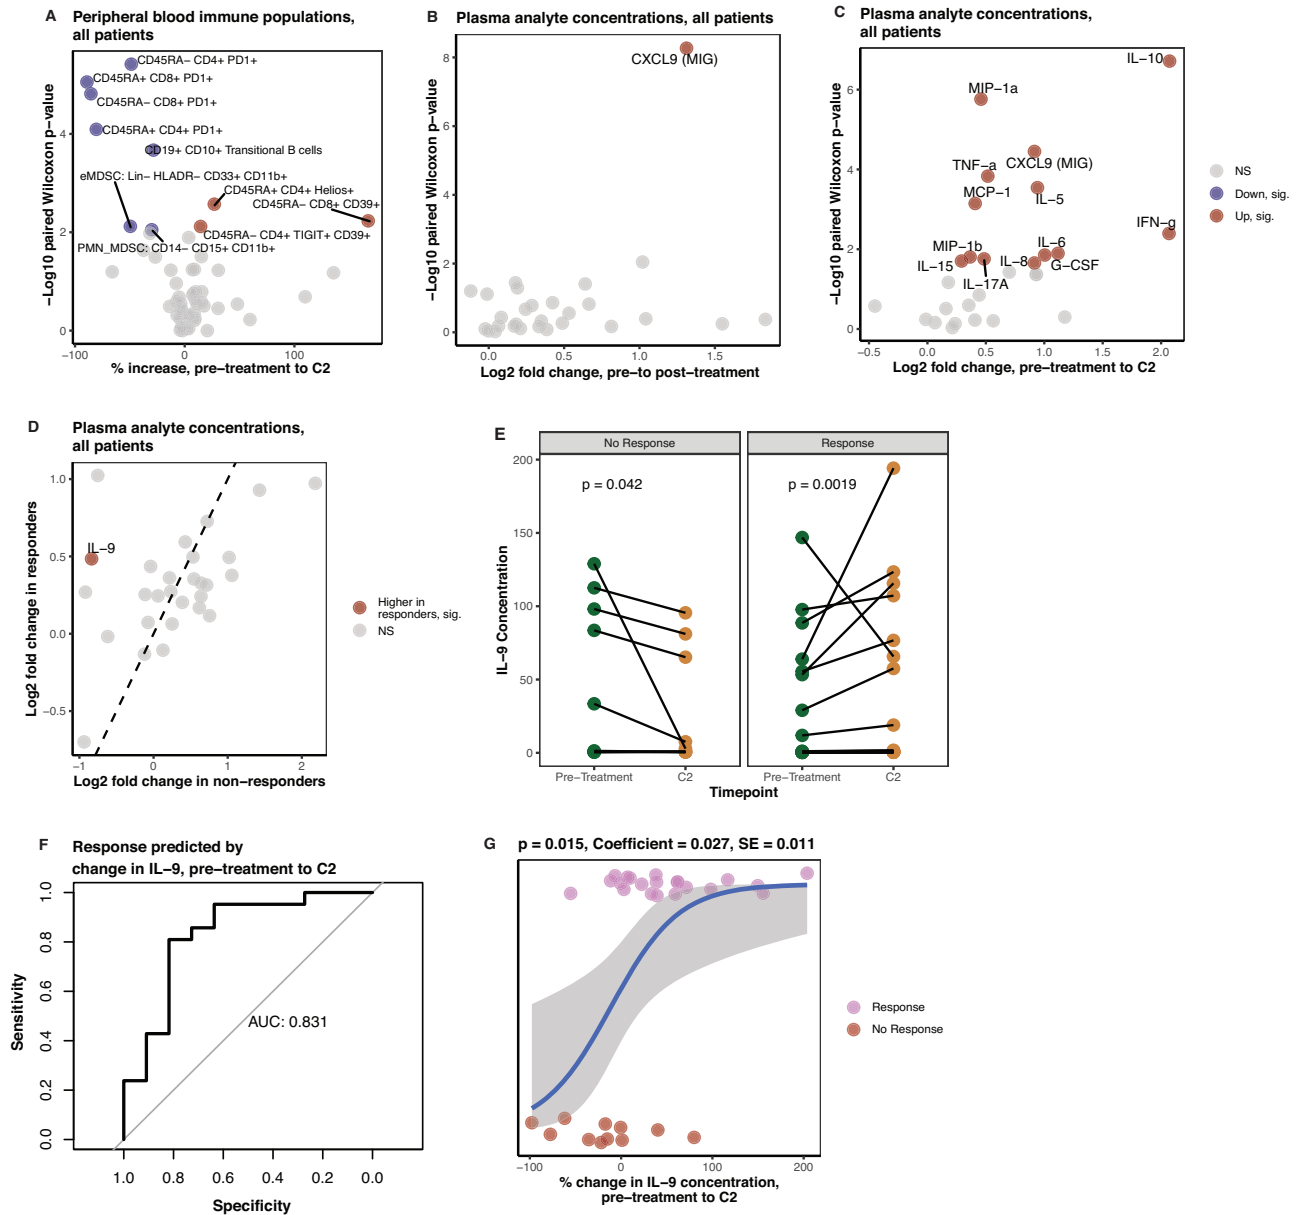 A Peripheral blood immune populations,
all patients
−Log10 paired Wilcoxon p−value
4
2
0
CD45RA− CD4+ PD1+
CD45RA+ CD8+ PD1+
CD45RA− CD8+ PD1+
CD45RA+ CD4+ PD1+
CD19+ CD10+ Transitional B cells
eMDSC: Lin− HLADR− CD33+ CD11b+
CD45RA+ CD4+ Helios+
CD45RA− CD8+ CD39+
CD45RA− CD4+ TIGIT+ CD39+
PMN_MDSC: CD14− CD15+ CD11b+
−100 0 100
% increase, pre−treatment to C2
B Plasma analyte concentrations, all patients
−Log10 paired Wilcoxon p−value
8
6
4
2
0
CXCL9 (MIG)
0.0 0.5 1.0 1.5
Log2 fold change, pre−to post−treatment
C Plasma analyte concentrations,
all patients
−Log10 paired Wilcoxon p−value
6
4
2
0
IL−10
MIP−1a
CXCL9 (MIG)
TNF−a
IL−5
MCP−1
IFN−g
MIP−1b
IL−6
IL−15
IL−8
G−CSF
IL−17A
−0.5 0.0 0.5 1.0 1.5 2.0
Log2 fold change, pre−treatment to C2
NS
Down, sig.
Up, sig.
D Plasma analyte concentrations,
all patients
Log2 fold change in responders
1.0
0.5
0.0
−0.5
IL−9
−1 0 1 2
Log2 fold change in non−responders
Higher in
responders, sig.
NS
E
No Response Response
IL−9 Concentration
200
150
100
50
0
p = 0.042 p = 0.0019
Pre−Treatment C2 Pre−Treatment C2
Timepoint
F Response predicted by
change in IL−9, pre−treatment to C2
Sensitivity
1.0
0.8
0.6
0.4
0.2
0.0
AUC: 0.831
1.0 0.8 0.6 0.4 0.2 0.0
Specificity
G p = 0.015, Coefficient = 0.027, SE = 0.011
−100 0 100 200
% change in IL−9 concentration,
pre−treatment to C2
Response
No Response